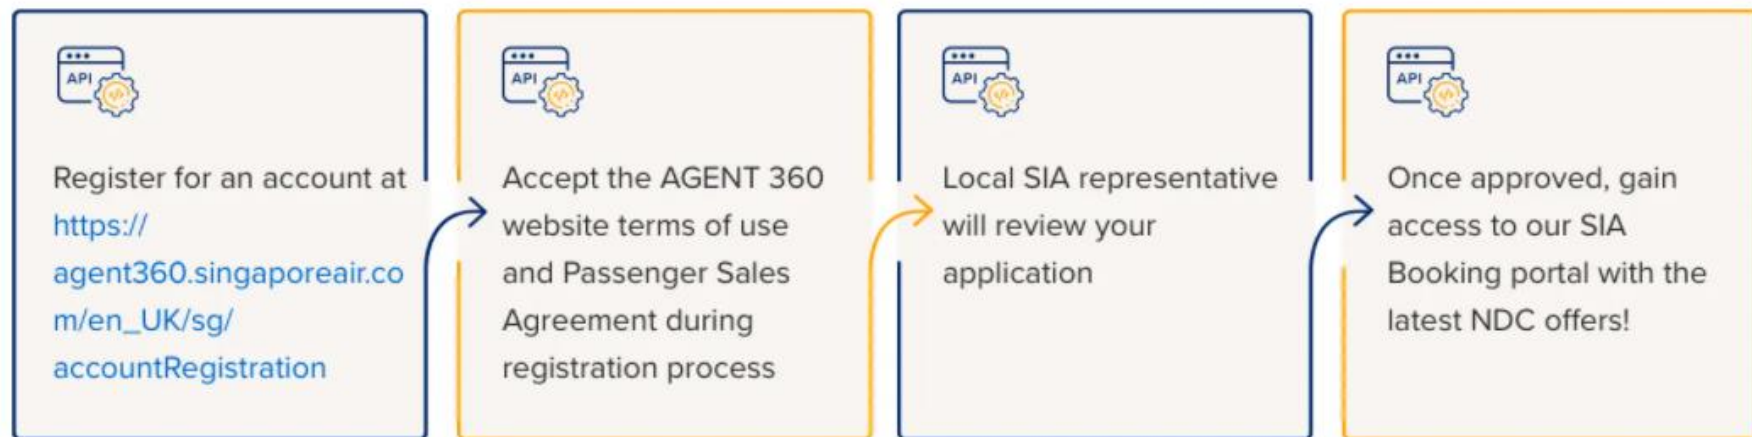 API
Register for an account at
https://
agent360.singaporeair.co
m/en_UK/sg/
accountRegistration
API
Accept the AGENT 360
website terms of use
and Passenger Sales
Agreement during
registration process
API
Local SIA representative
will review your
application
API
Once approved, gain
access to our SIA
Booking portal with the
latest NDC offers!